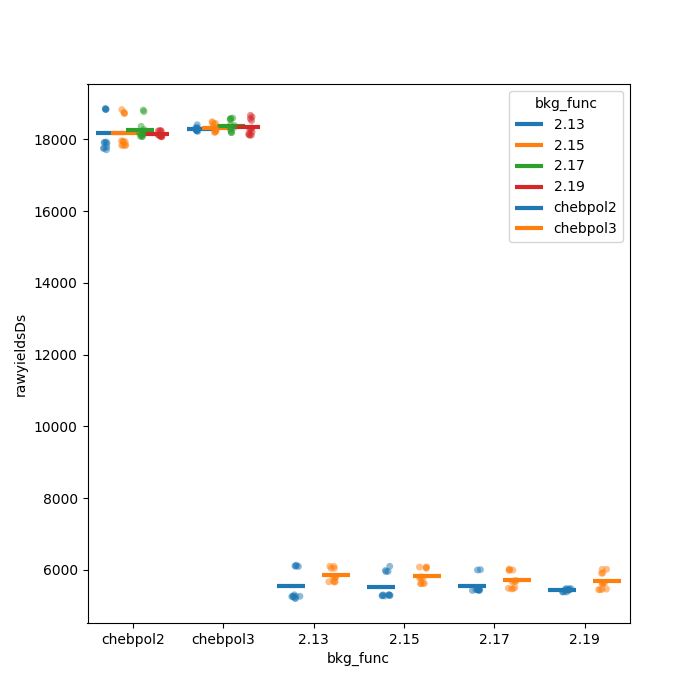 bkg_func
2.13
2.15
2.17
2.19
chebpol2
chebpol3
18000
16000
14000
12000
10000
8000
6000
rawyieldsDs
chebpol2
chebpol3
2.13
2.15
2.17
2.19
bkg_func